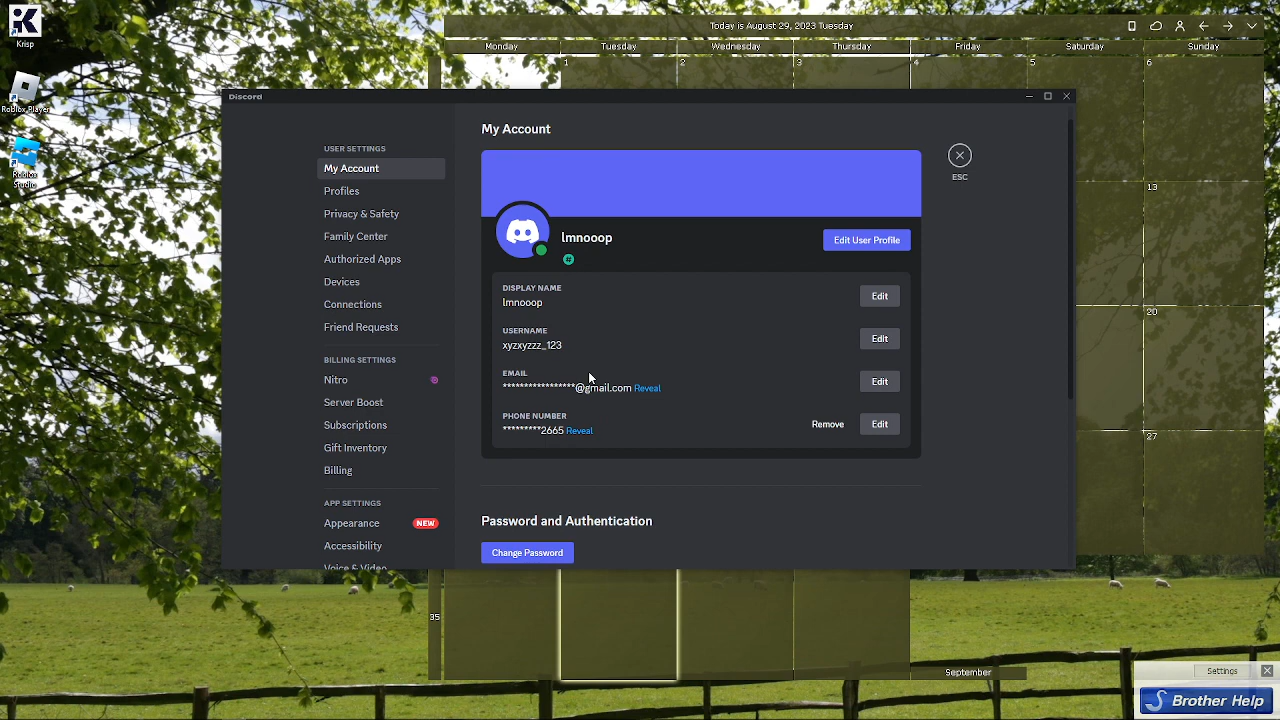 Krisp
Roblox Player
Roblox
Studio
Today is August 29, 2023 Tuesday
Monday
Tuesday
Wednesday
Thursday
Friday
Saturday
Sunday
1
2
3
4
5
6
13
20
27
35
September
Discord
USER SETTINGS
My Account
Profiles
Privacy & Safety
Family Center
Authorized Apps
Devices
Connections
Friend Requests
BILLING SETTINGS
Nitro
Server Boost
Subscriptions
Gift Inventory
Billing
APP SETTINGS
Appearance NEW
Accessibility
Voice & Video
My Account
ESC
lmnooop
#
Edit User Profile
DISPLAY NAME
lmnooop
Edit
USERNAME
xyzxyzzz_123
Edit
EMAIL
*****************@gmail.com Reveal
Edit
PHONE NUMBER
*********2665 Reveal
Remove Edit
Password and Authentication
Change Password
Settings
Brother Help